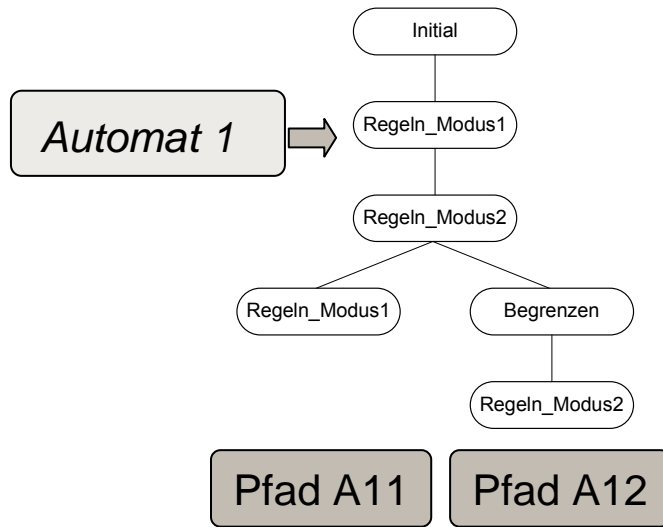 Initial
Automat 1
Regeln_Modus1
Regeln_Modus2
Regeln_Modus1
Begrenzen
Regeln_Modus2
Pfad A11
Pfad A12